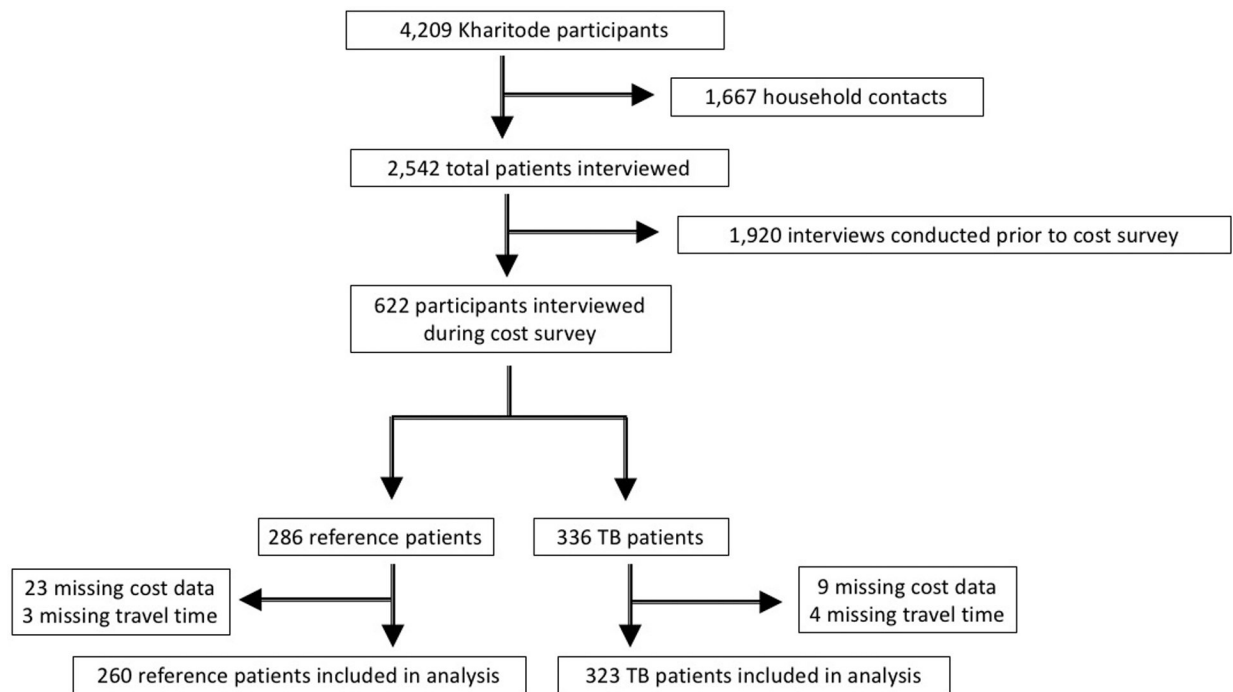 4,209 Kharitode participants
1,667 household contacts
2,542 total patients interviewed
1,920 interviews conducted prior to cost survey
622 participants interviewed
during cost survey
286 reference patients
336 TB patients
23 missing cost data
3 missing travel time
9 missing cost data
4 missing travel time
260 reference patients included in analysis
323 TB patients included in analysis